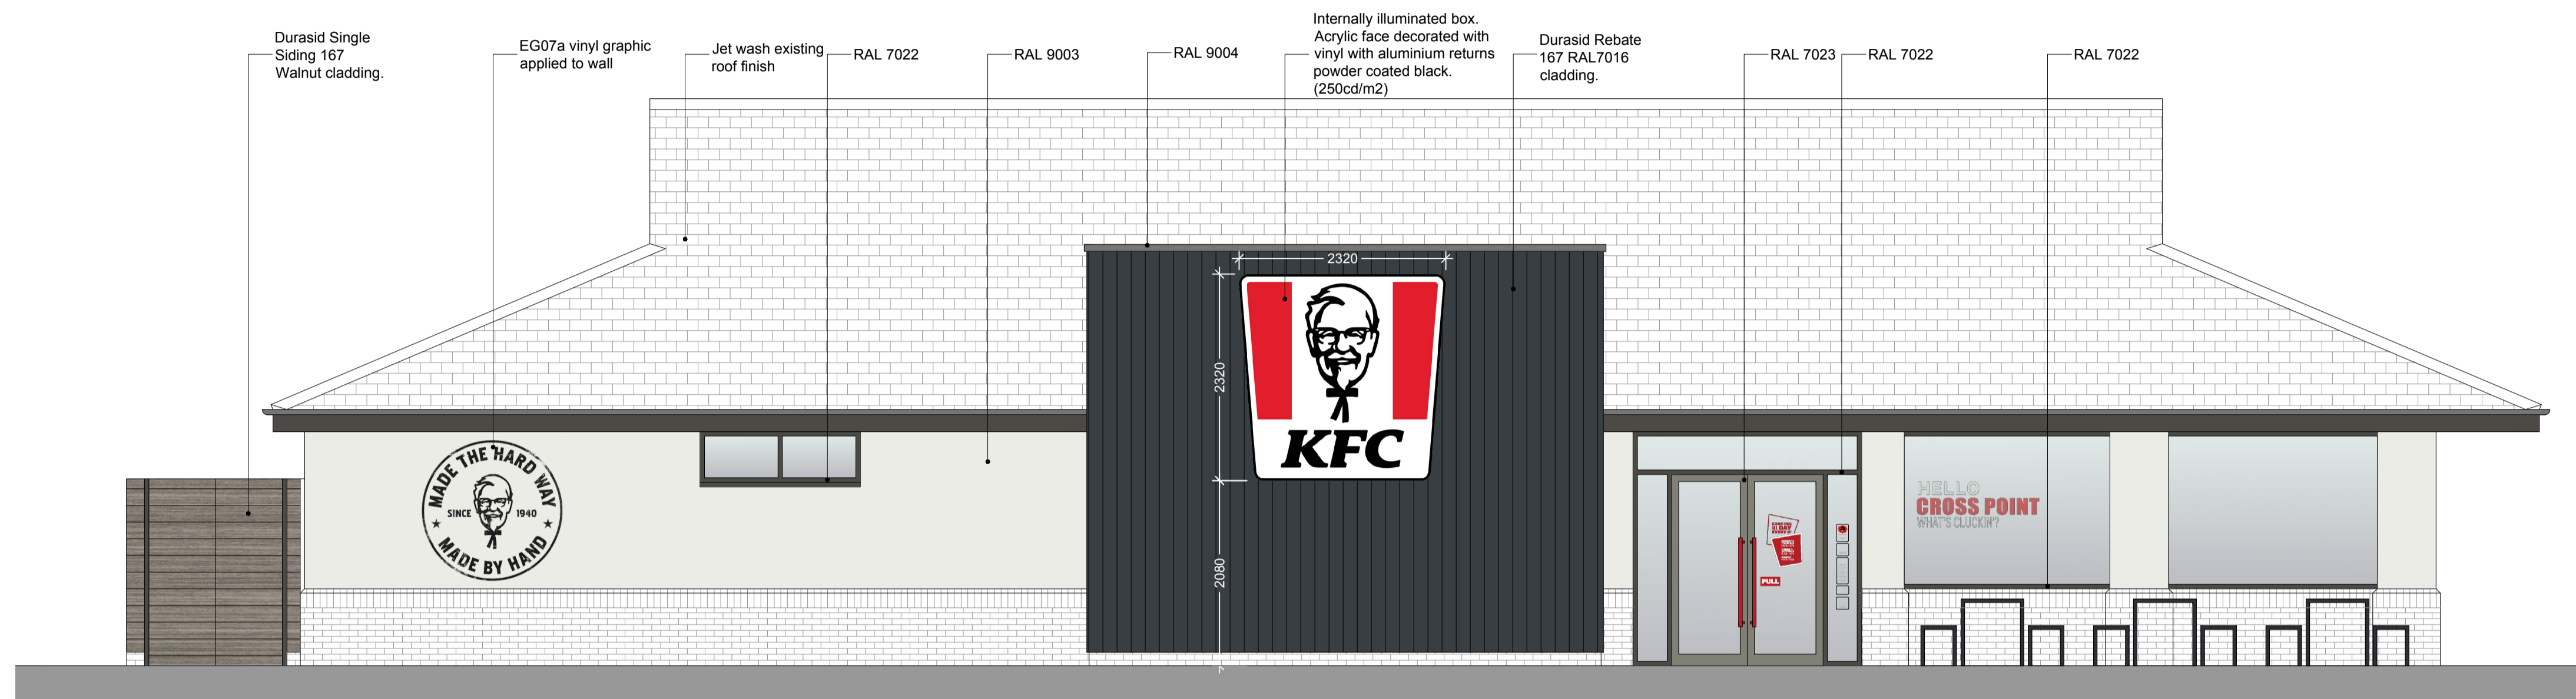 Durasid Single
Siding 167
Walnut cladding.
EG07a vinyl graphic
applied to wall
Jet wash existing
roof finish
RAL 7022
RAL 9003
RAL 9004
Internally illuminated box.
Acrylic face decorated with
vinyl with aluminium returns
powder coated black.
(250cd/m2)
Durasid Rebate
167 RAL7016
cladding.
RAL 7023
RAL 7022
RAL 7022
2320
2320
KFC
2080
MADE THE HARD WAY
SINCE 1940
MADE BY HAND
HELLO
CROSS POINT
WHAT'S CLUCKIN'?
ALL DAY
PULL